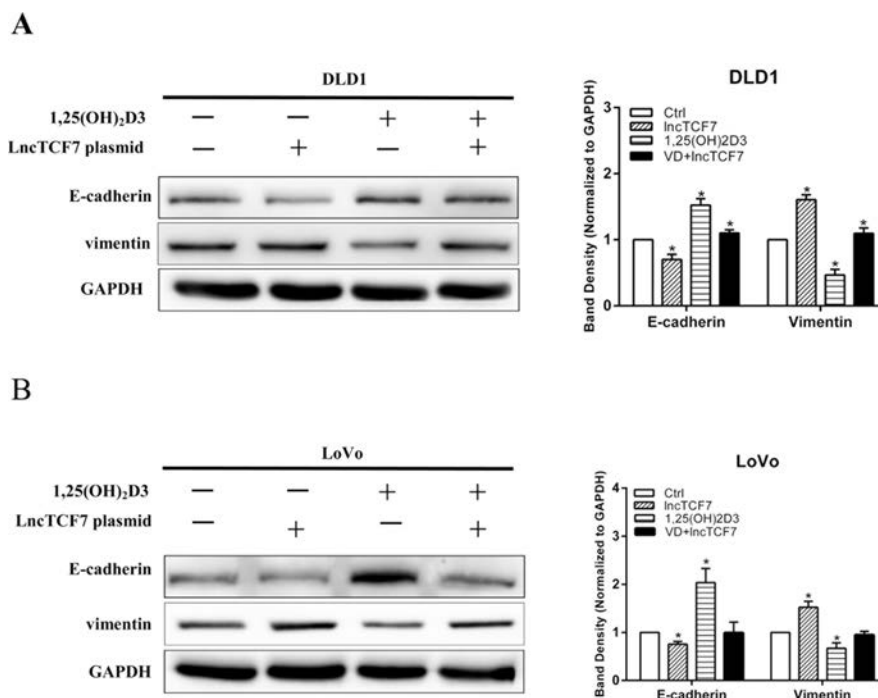 A
DLD1
1,25(OH)₂D3 — — + +
LncTCF7 plasmid — + — +
E-cadherin
vimentin
GAPDH
DLD1
Band Density (Normalized to GAPDH)
3
2
1
0
Ctrl
lncTCF7
1,25(OH)2D3
VD+lncTCF7
* * * * * *
E-cadherin Vimentin
B
LoVo
1,25(OH)₂D3 — — + +
LncTCF7 plasmid — + — +
E-cadherin
vimentin
GAPDH
LoVo
Band Density (Normalized to GAPDH)
4
3
2
1
0
Ctrl
lncTCF7
1,25(OH)2D3
VD+lncTCF7
* * * *
E-cadherin Vimentin